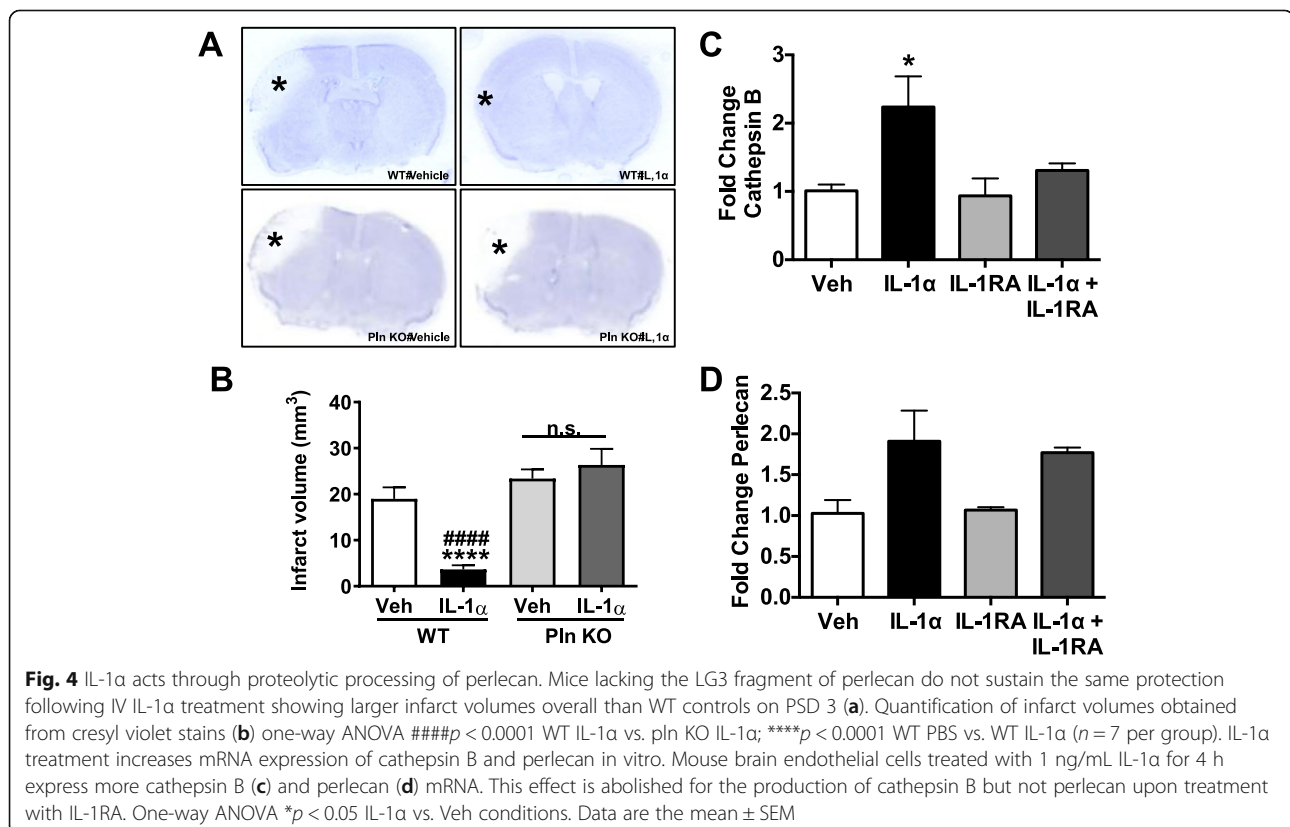 A
*
WT#Vehicle
*
WT#IL,1α
*
Pln KO#Vehicle
*
Pln KO#IL,1α
B
Infarct volume (mm³)
40
30
20
10
0
n.s.
####
****
Veh
IL-1α
Veh
IL-1α
WT
Pln KO
C
Fold Change
Cathepsin B
3
2
1
0
*
Veh
IL-1α
IL-1RA
IL-1α +
IL-1RA
D
Fold Change Perlecan
2.5
2.0
1.5
1.0
0.5
0.0
Veh
IL-1α
IL-1RA
IL-1α +
IL-1RA
Fig. 4 IL-1α acts through proteolytic processing of perlecan. Mice lacking the LG3 fragment of perlecan do not sustain the same protection
following IV IL-1α treatment showing larger infarct volumes overall than WT controls on PSD 3 (a). Quantification of infarct volumes obtained
from cresyl violet stains (b) one-way ANOVA ####p < 0.0001 WT IL-1α vs. pln KO IL-1α; ****p < 0.0001 WT PBS vs. WT IL-1α (n = 7 per group). IL-1α
treatment increases mRNA expression of cathepsin B and perlecan in vitro. Mouse brain endothelial cells treated with 1 ng/mL IL-1α for 4 h
express more cathepsin B (c) and perlecan (d) mRNA. This effect is abolished for the production of cathepsin B but not perlecan upon treatment
with IL-1RA. One-way ANOVA *p < 0.05 IL-1α vs. Veh conditions. Data are the mean ± SEM